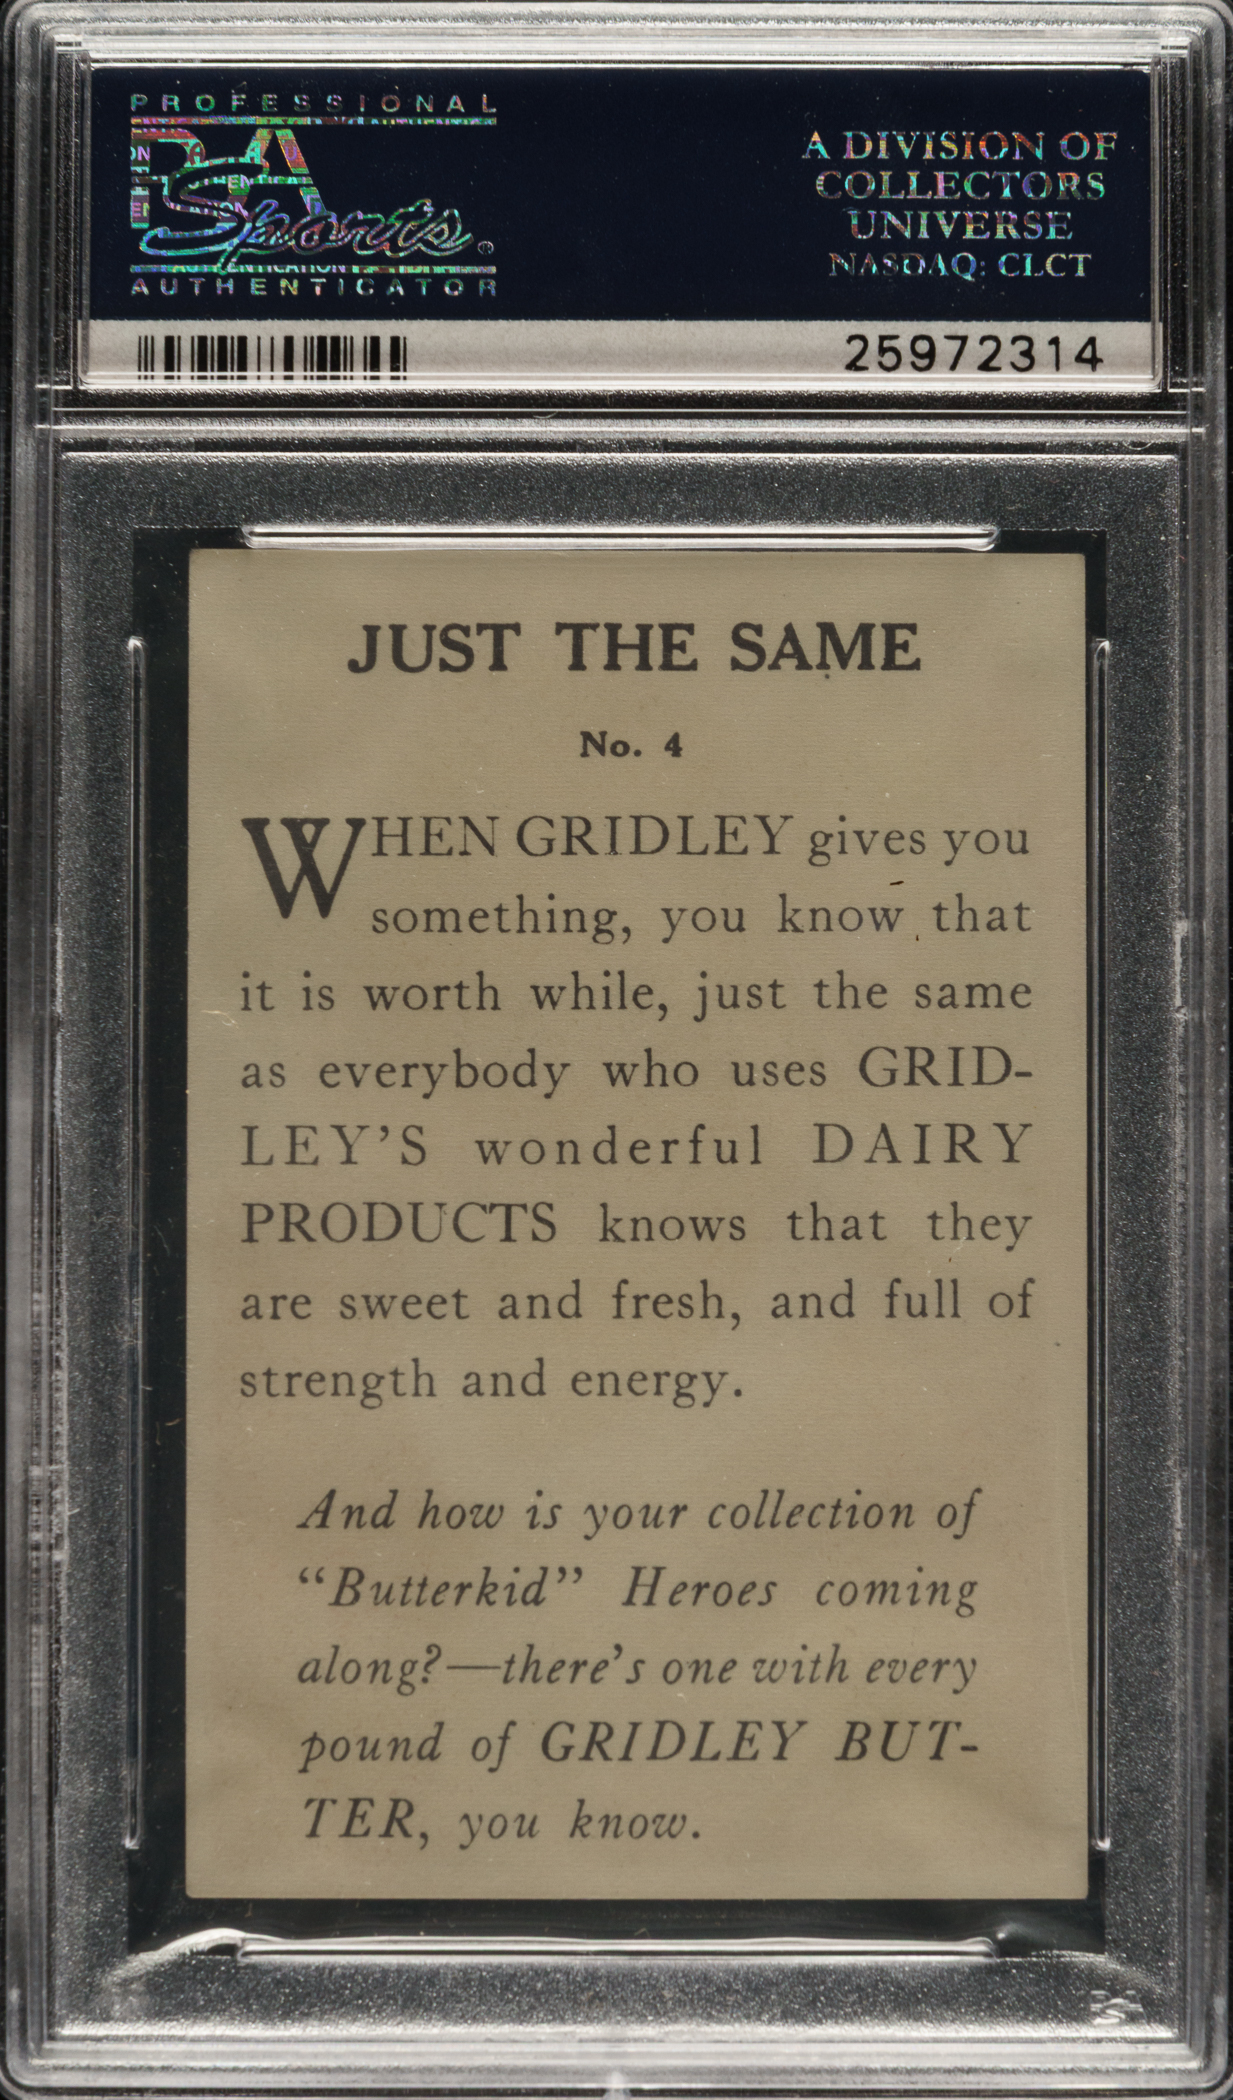 PROFESSIONAL
PSA
Sports®
AUTHENTICATOR
A DIVISION OF
COLLECTORS
UNIVERSE
NASDAQ: CLCT
25972314
JUST THE SAME
No. 4
WHEN GRIDLEY gives you
something, you know that
it is worth while, just the same
as everybody who uses GRID-
LEY'S wonderful DAIRY
PRODUCTS knows that they
are sweet and fresh, and full of
strength and energy.
And how is your collection of
“Butterkid” Heroes coming
along?—there's one with every
pound of GRIDLEY BUT-
TER, you know.